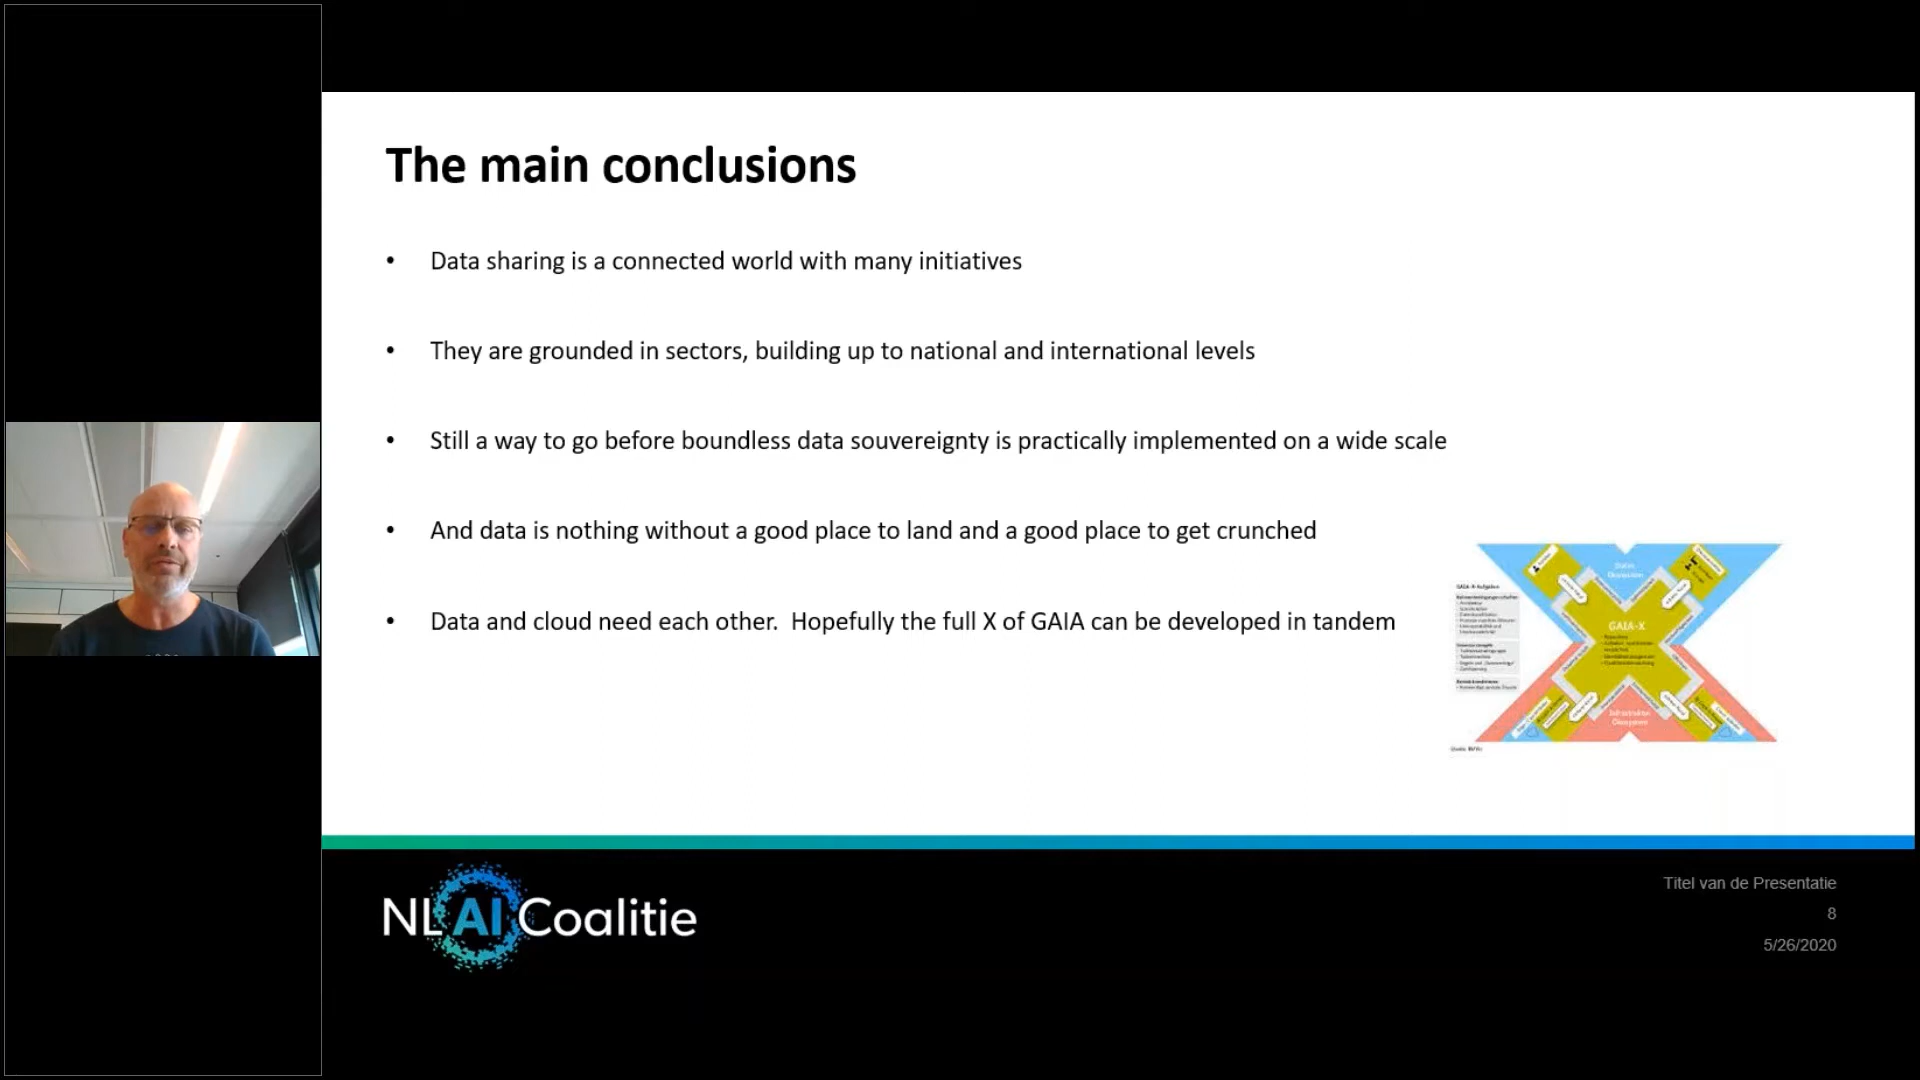 The main conclusions
• Data sharing is a connected world with many initiatives
• They are grounded in sectors, building up to national and international levels
• Still a way to go before boundless data souvereignty is practically implemented on a wide scale
• And data is nothing without a good place to land and a good place to get crunched
• Data and cloud need each other.  Hopefully the full X of GAIA can be developed in tandem
GAIA-X
NL AI Coalitie
Titel van de Presentatie
8
5/26/2020